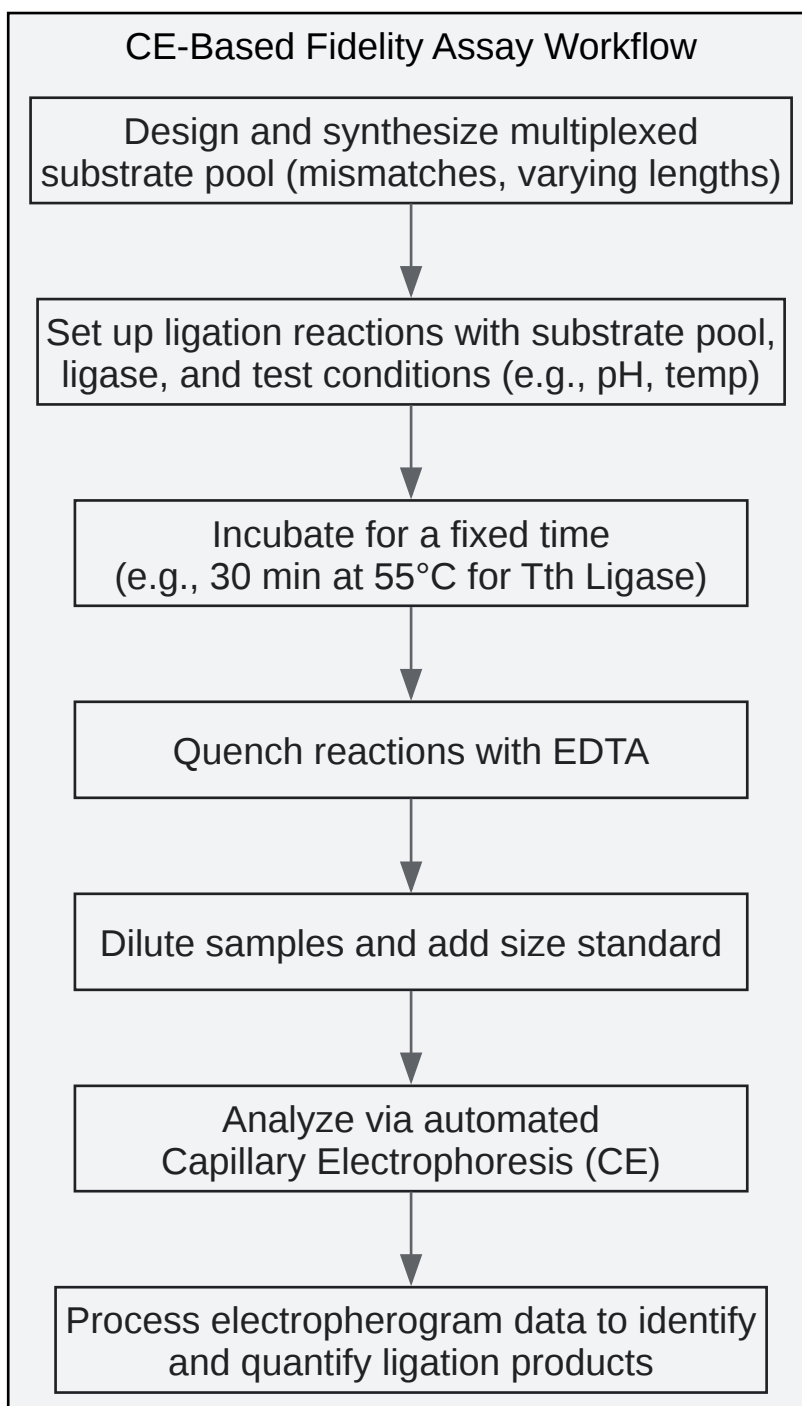 CE-Based Fidelity Assay Workflow
Design and synthesize multiplexed
substrate pool (mismatches, varying lengths)
Set up ligation reactions with substrate pool,
ligase, and test conditions (e.g., pH, temp)
Incubate for a fixed time
(e.g., 30 min at 55°C for Tth Ligase)
Quench reactions with EDTA
Dilute samples and add size standard
Analyze via automated
Capillary Electrophoresis (CE)
Process electropherogram data to identify
and quantify ligation products